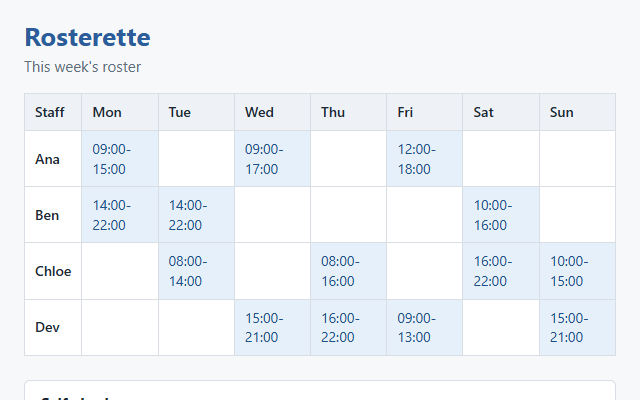 Rosterette
This week's roster
Staff Mon Tue Wed Thu Fri Sat Sun
Ana 09:00-15:00 09:00-17:00 12:00-18:00
Ben 14:00-22:00 14:00-22:00 10:00-16:00
Chloe 08:00-14:00 08:00-16:00 16:00-22:00 10:00-15:00
Dev 15:00-21:00 16:00-22:00 09:00-13:00 15:00-21:00